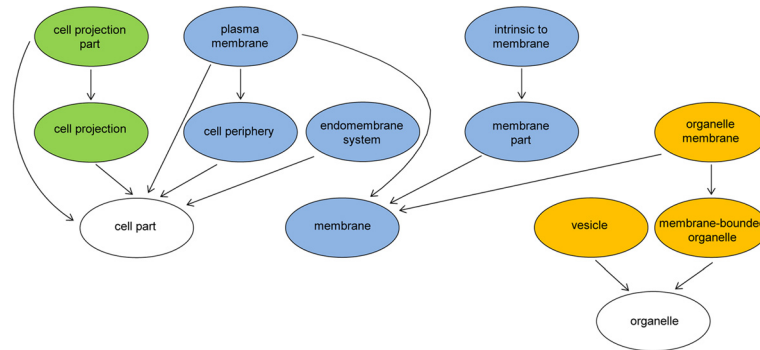 cell projection
part
plasma
membrane
intrinsic to
membrane
cell projection
cell periphery
endomembrane
system
membrane
part
organelle
membrane
cell part
membrane
vesicle
membrane-bounded
organelle
organelle